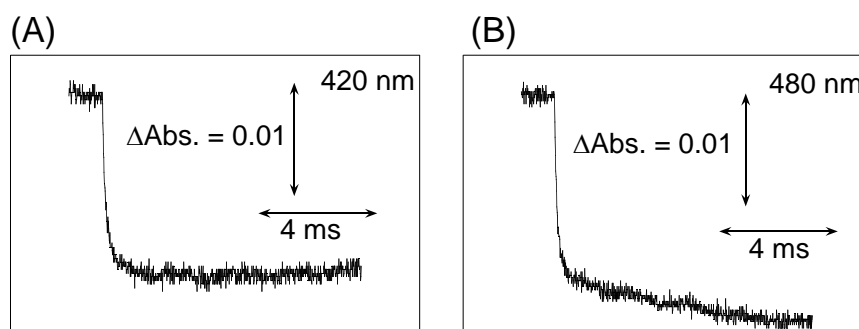 (A)
420 nm
ΔAbs. = 0.01
4 ms
(B)
480 nm
ΔAbs. = 0.01
4 ms